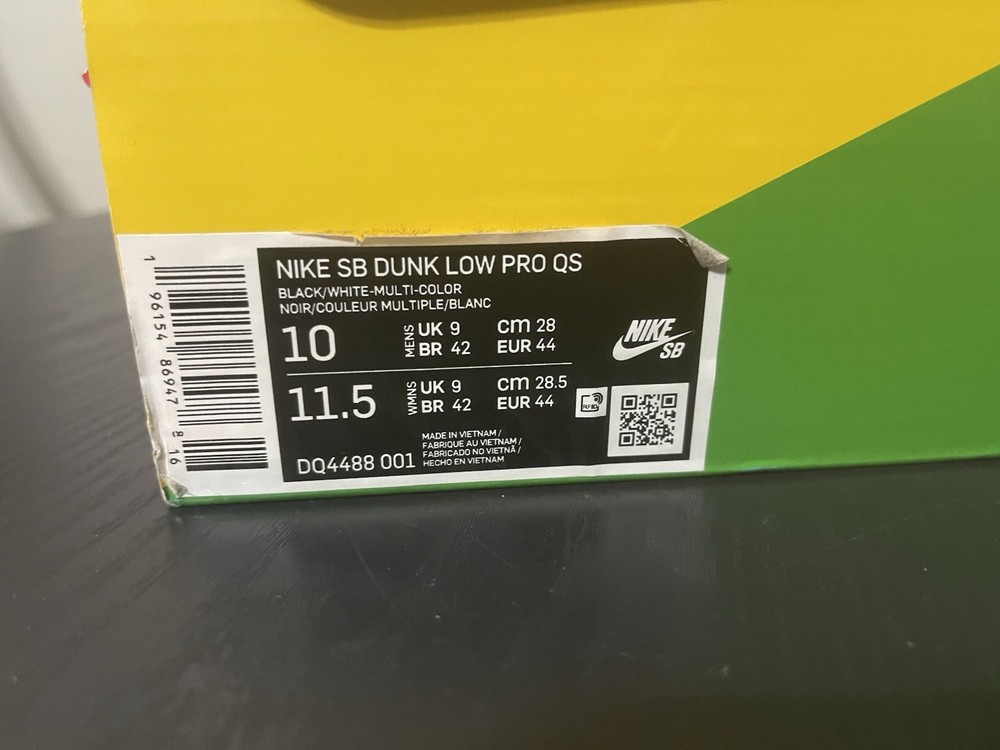 1 96154 86947 8 16
NIKE SB DUNK LOW PRO QS
BLACK/WHITE-MULTI-COLOR
NOIR/COULEUR MULTIPLE/BLANC
10
MENS
UK 9 cm 28
BR 42 EUR 44
11.5
WMNS
UK 9 cm 28.5
BR 42 EUR 44
DQ4488 001
MADE IN VIETNAM /
FABRIQUE AU VIETNAM /
FABRICADO NO VIETNÃ /
HECHO EN VIETNAM
NIKE
SB
RFID